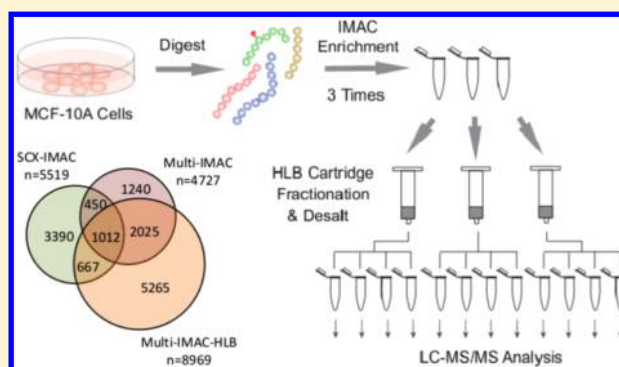 Digest
IMAC
Enrichment
3 Times
MCF-10A Cells
SCX-IMAC
n=5519
Multi-IMAC
n=4727
1240
450
3390
1012
2025
667
5265
Multi-IMAC-HLB
n=8969
HLB Cartridge
Fractionation
& Desalt
LC-MS/MS Analysis